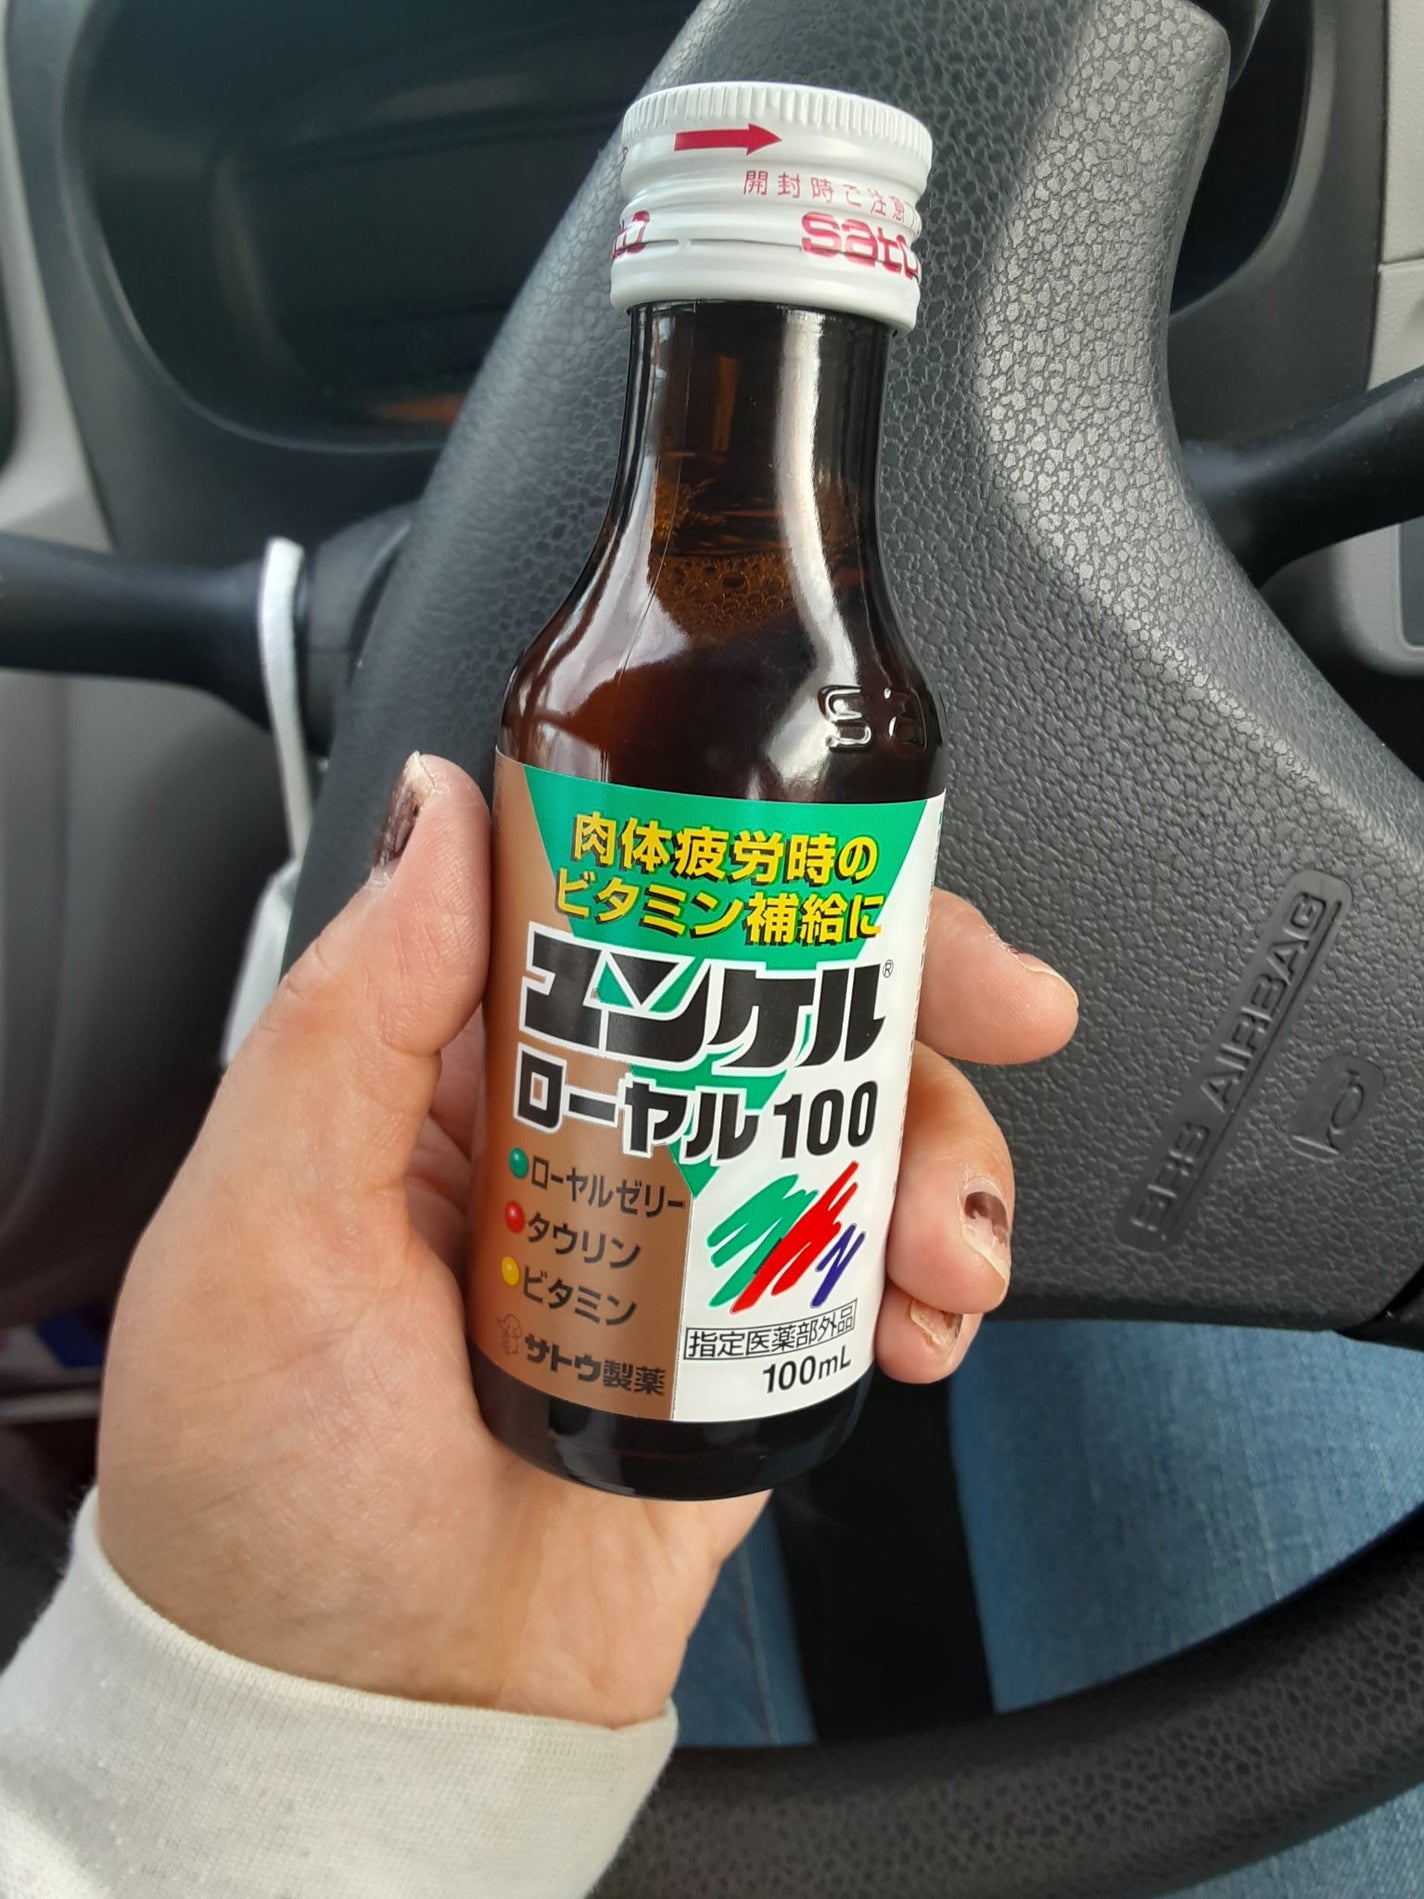 開封時ご注意
sato
肉体疲労時の
ビタミン補給に
ユンケル®
ローヤル100
ローヤルゼリー
タウリン
ビタミン
サトウ製薬
指定医薬部外品
100mL
SRS AIRBAG